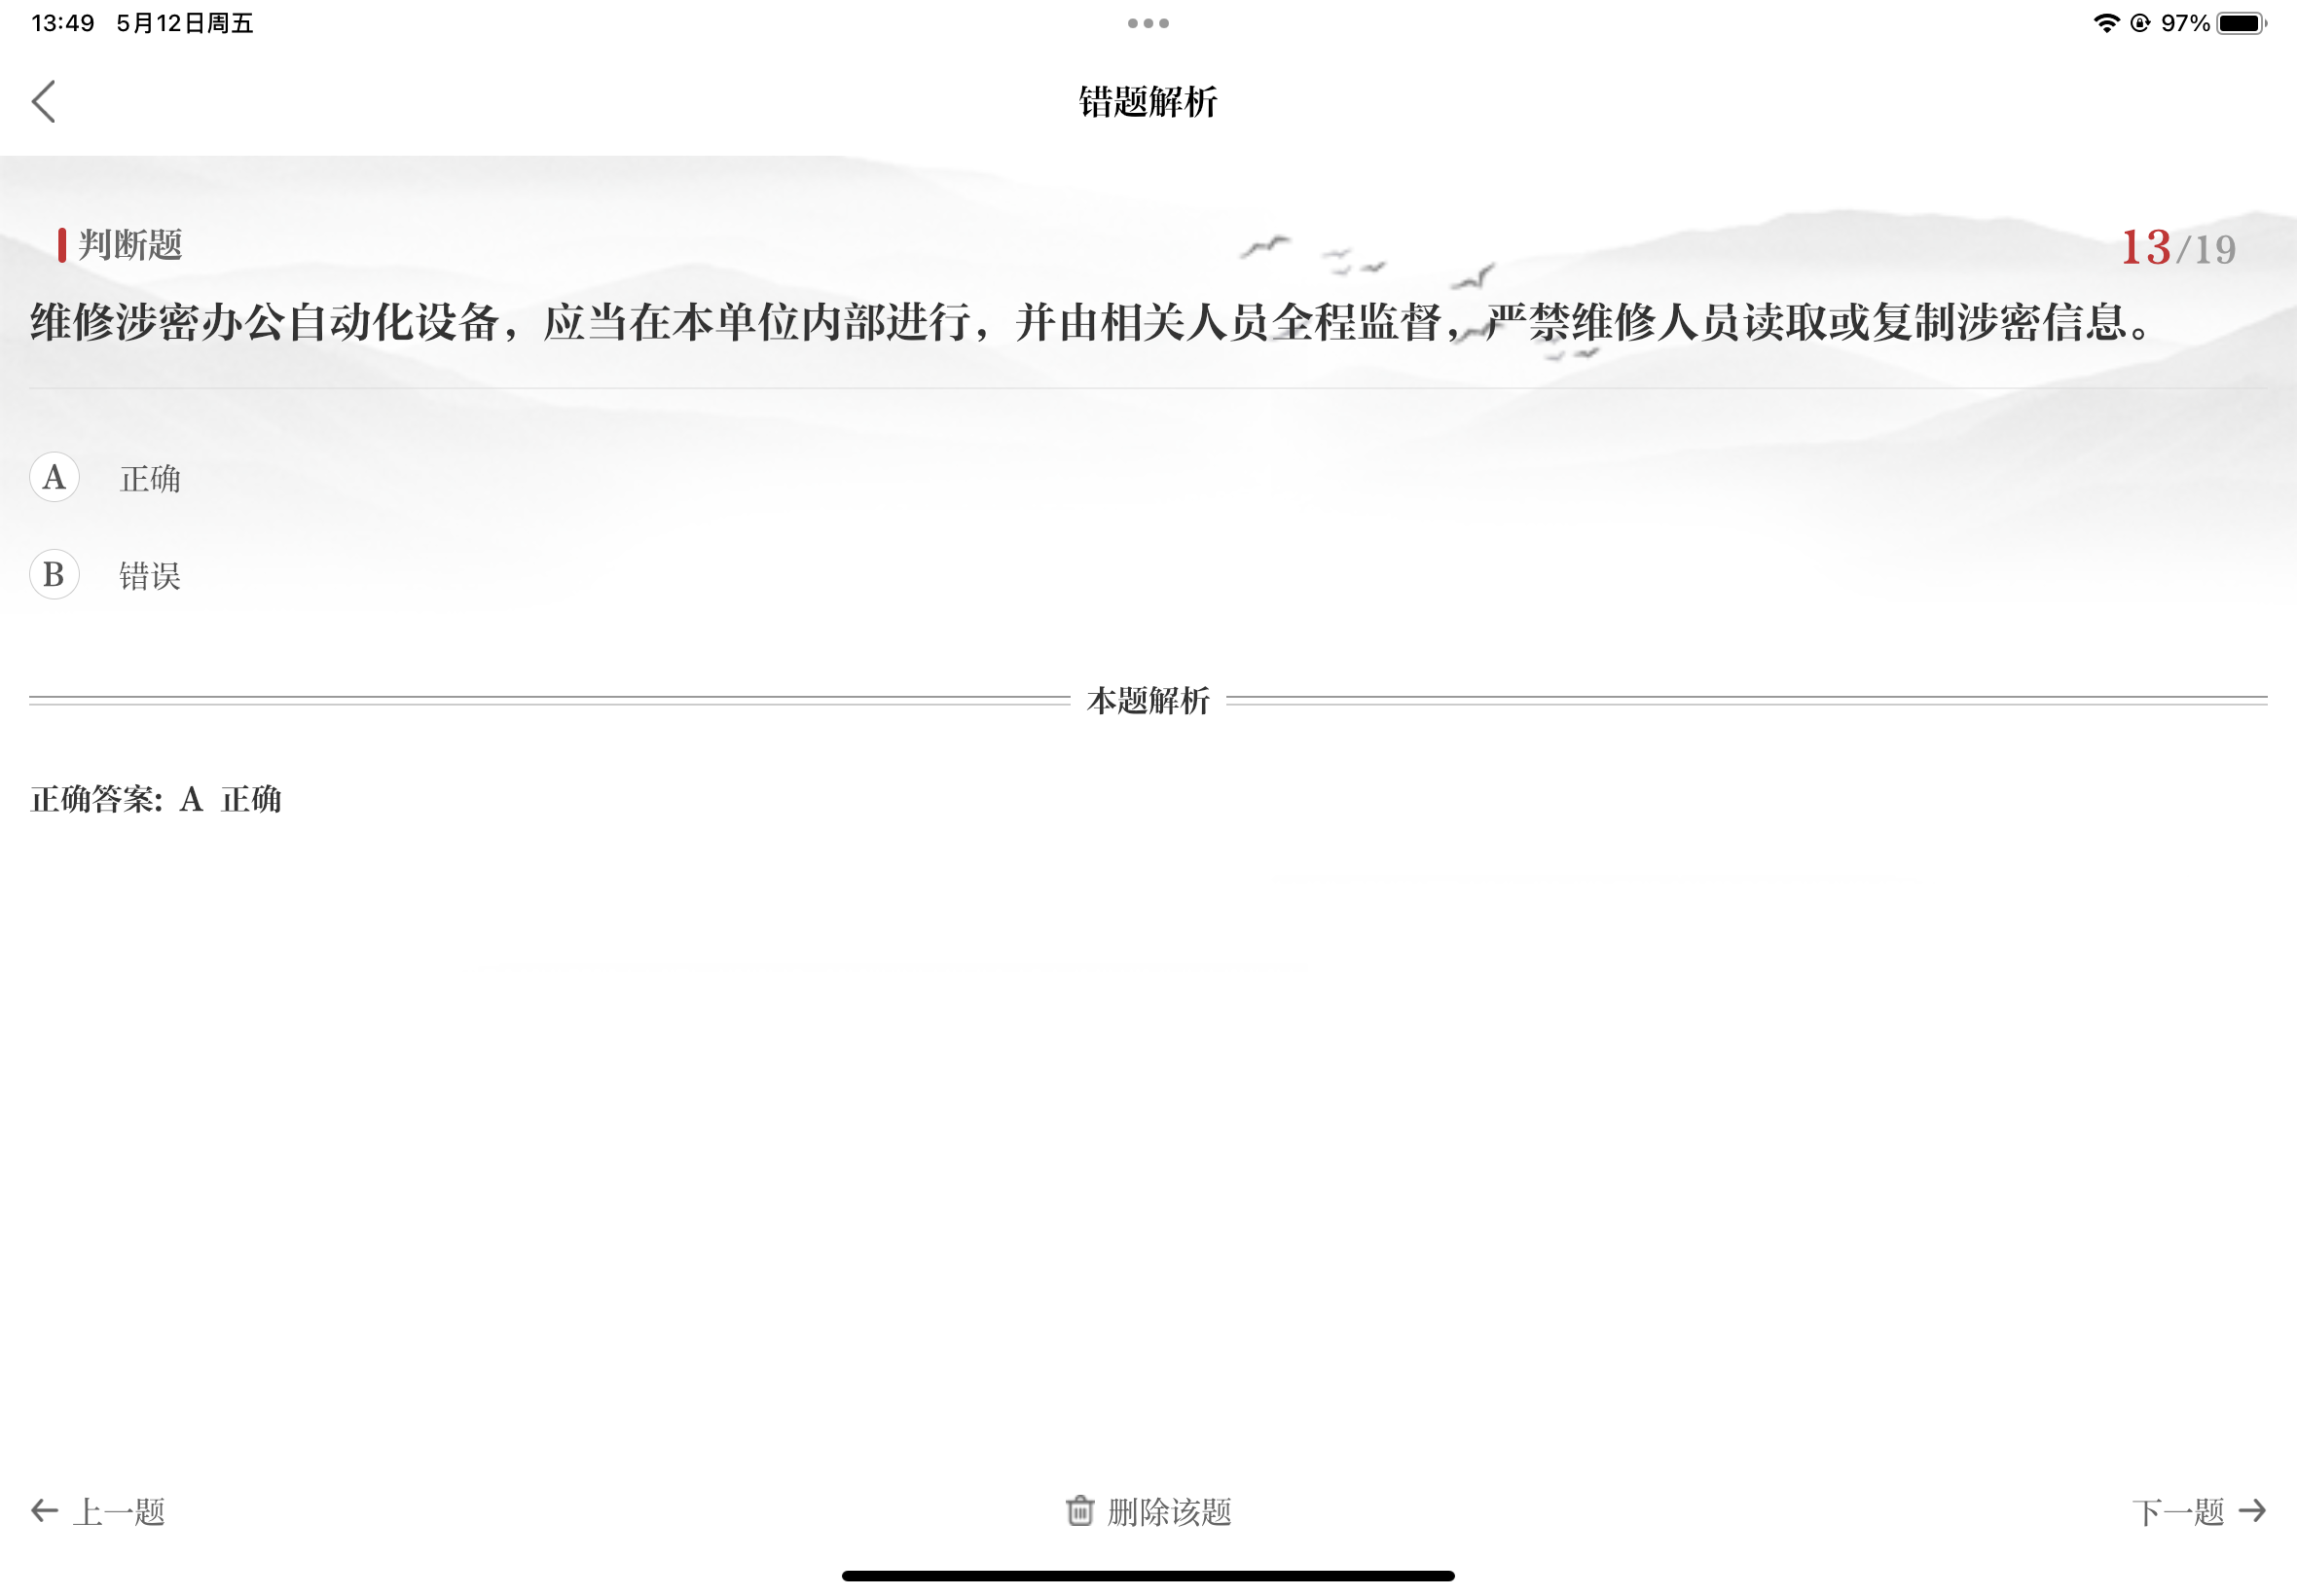 13:49 5月12日周五
97%
错题解析
判断题
13/19
维修涉密办公自动化设备，应当在本单位内部进行，并由相关人员全程监督，严禁维修人员读取或复制涉密信息。
A 正确
B 错误
本题解析
正确答案: A 正确
上一题
删除该题
下一题